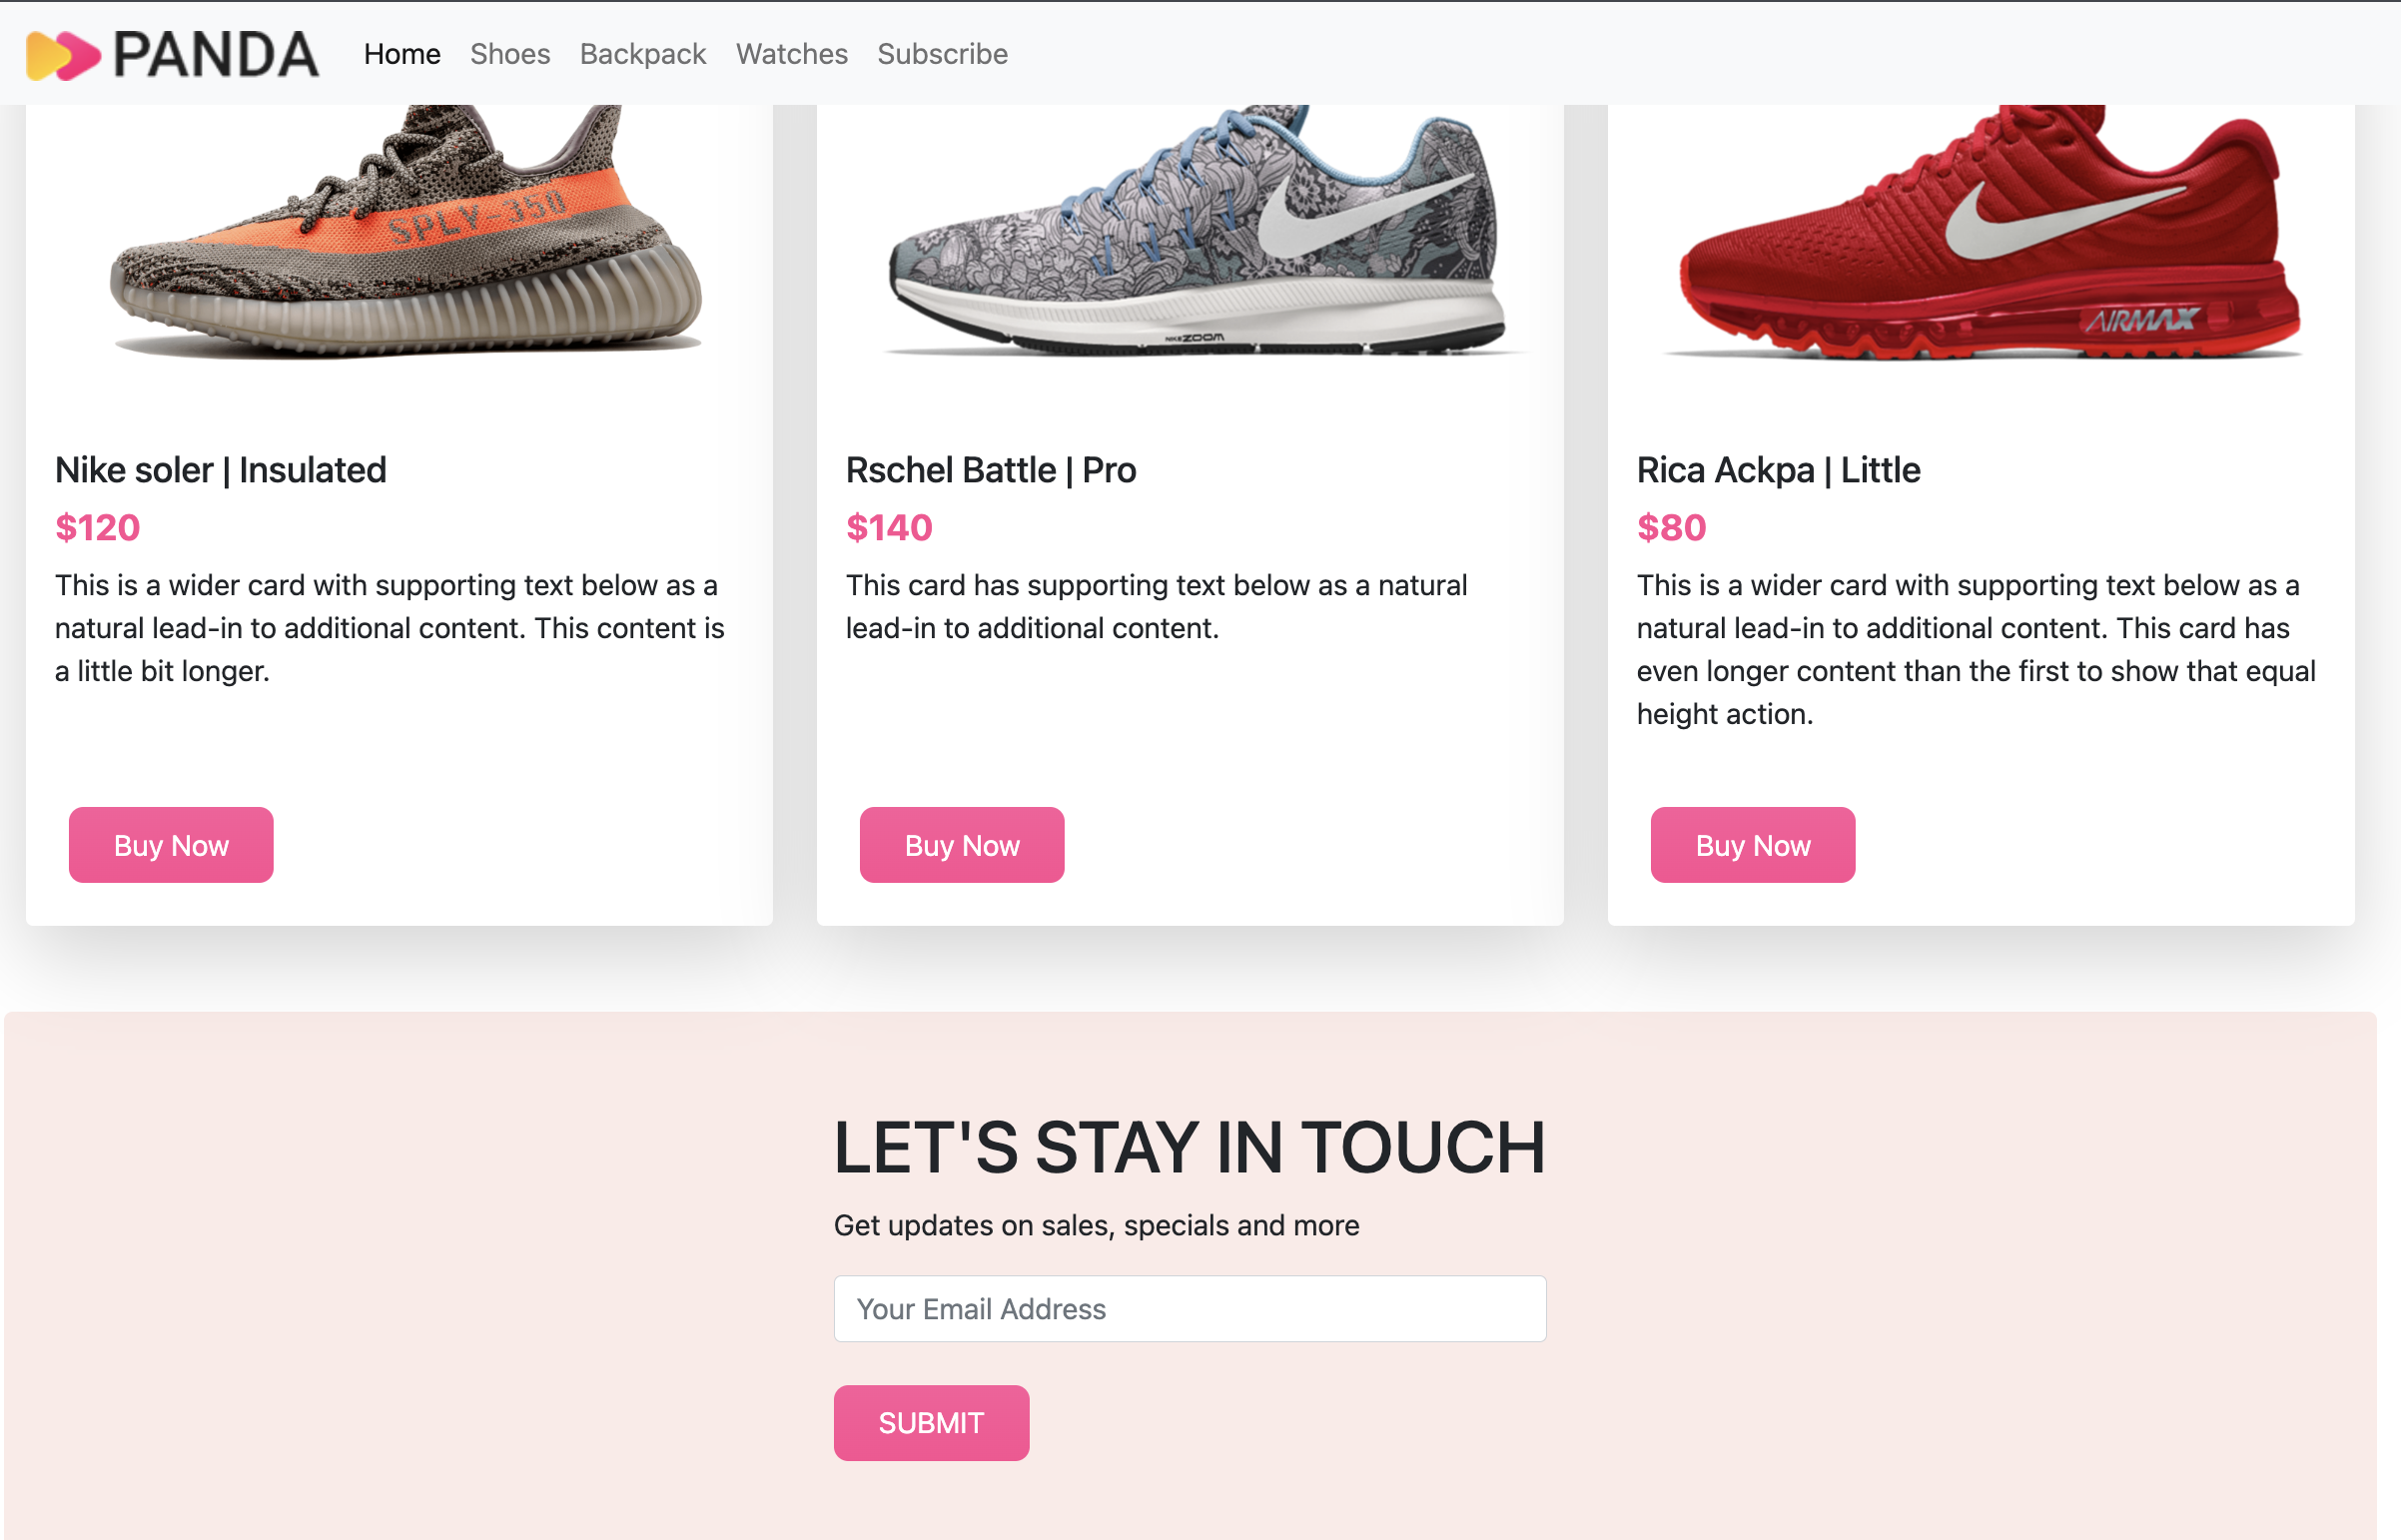 PANDA Home Shoes Backpack Watches Subscribe
SPLY-350
NIKE ZOOM
AIRMAX
Nike soler | Insulated
$120
This is a wider card with supporting text below as a
natural lead-in to additional content. This content is
a little bit longer.
Buy Now
Rschel Battle | Pro
$140
This card has supporting text below as a natural
lead-in to additional content.
Buy Now
Rica Ackpa | Little
$80
This is a wider card with supporting text below as a
natural lead-in to additional content. This card has
even longer content than the first to show that equal
height action.
Buy Now
LET'S STAY IN TOUCH
Get updates on sales, specials and more
Your Email Address
SUBMIT